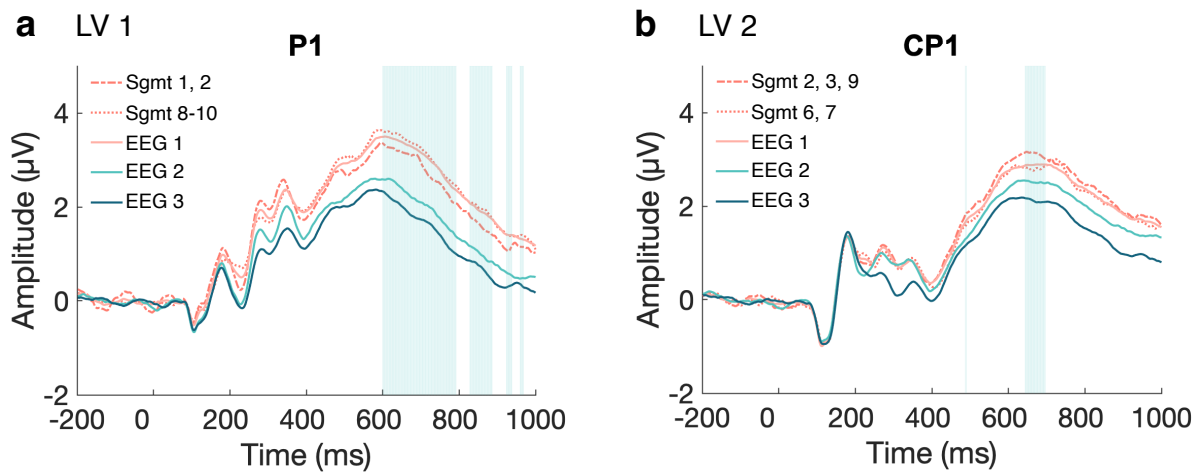 a LV 1
P1
Sgmt 1, 2
Sgmt 8-10
EEG 1
EEG 2
EEG 3
4
2
0
-2
Amplitude (µV)
-200 0 200 400 600 800 1000
Time (ms)
b LV 2
CP1
Sgmt 2, 3, 9
Sgmt 6, 7
EEG 1
EEG 2
EEG 3
4
2
0
-2
Amplitude (µV)
-200 0 200 400 600 800 1000
Time (ms)